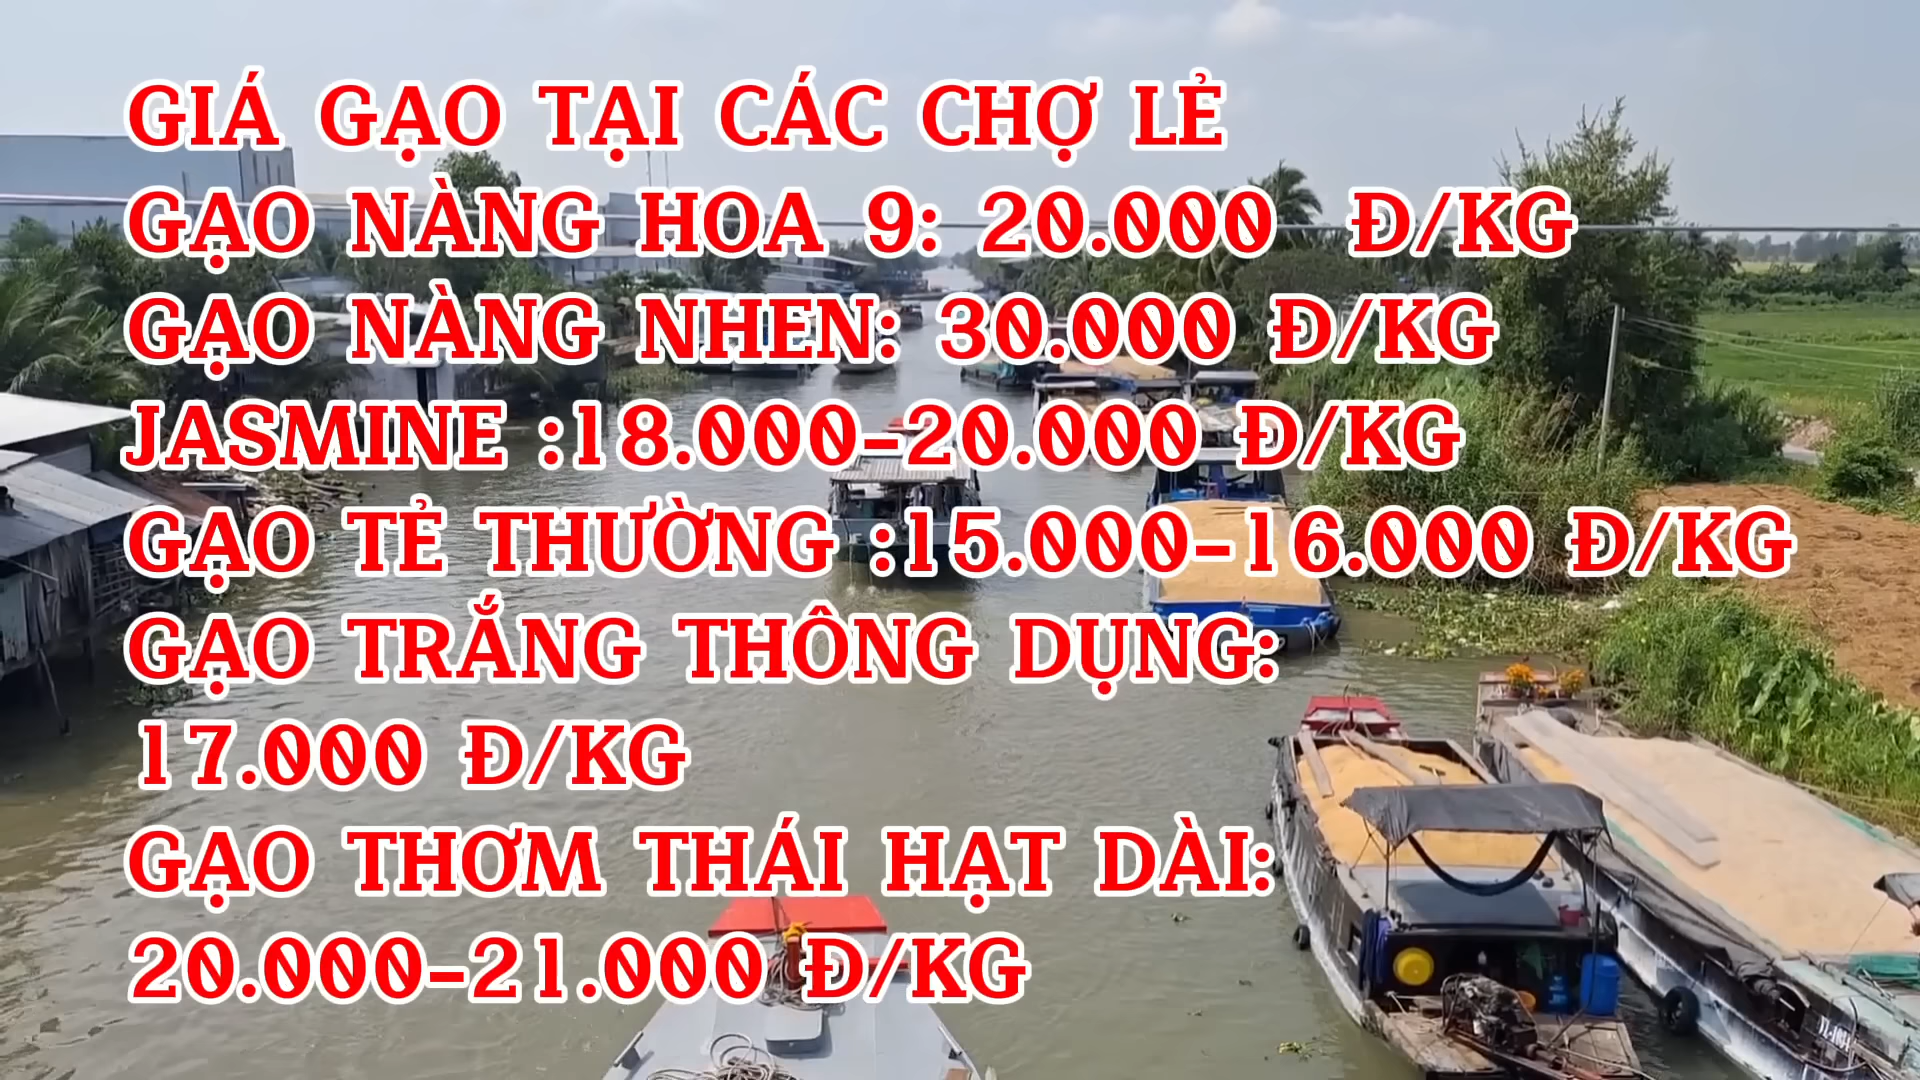 GIÁ GẠO TẠI CÁC CHỢ LẺ
GẠO NÀNG HOA 9: 20.000 Đ/KG
GẠO NÀNG NHEN: 30.000 Đ/KG
JASMINE :18.000-20.000 Đ/KG
GẠO TẺ THƯỜNG :15.000-16.000 Đ/KG
GẠO TRẮNG THÔNG DỤNG:
17.000 Đ/KG
GẠO THƠM THÁI HẠT DÀI:
20.000-21.000 Đ/KG